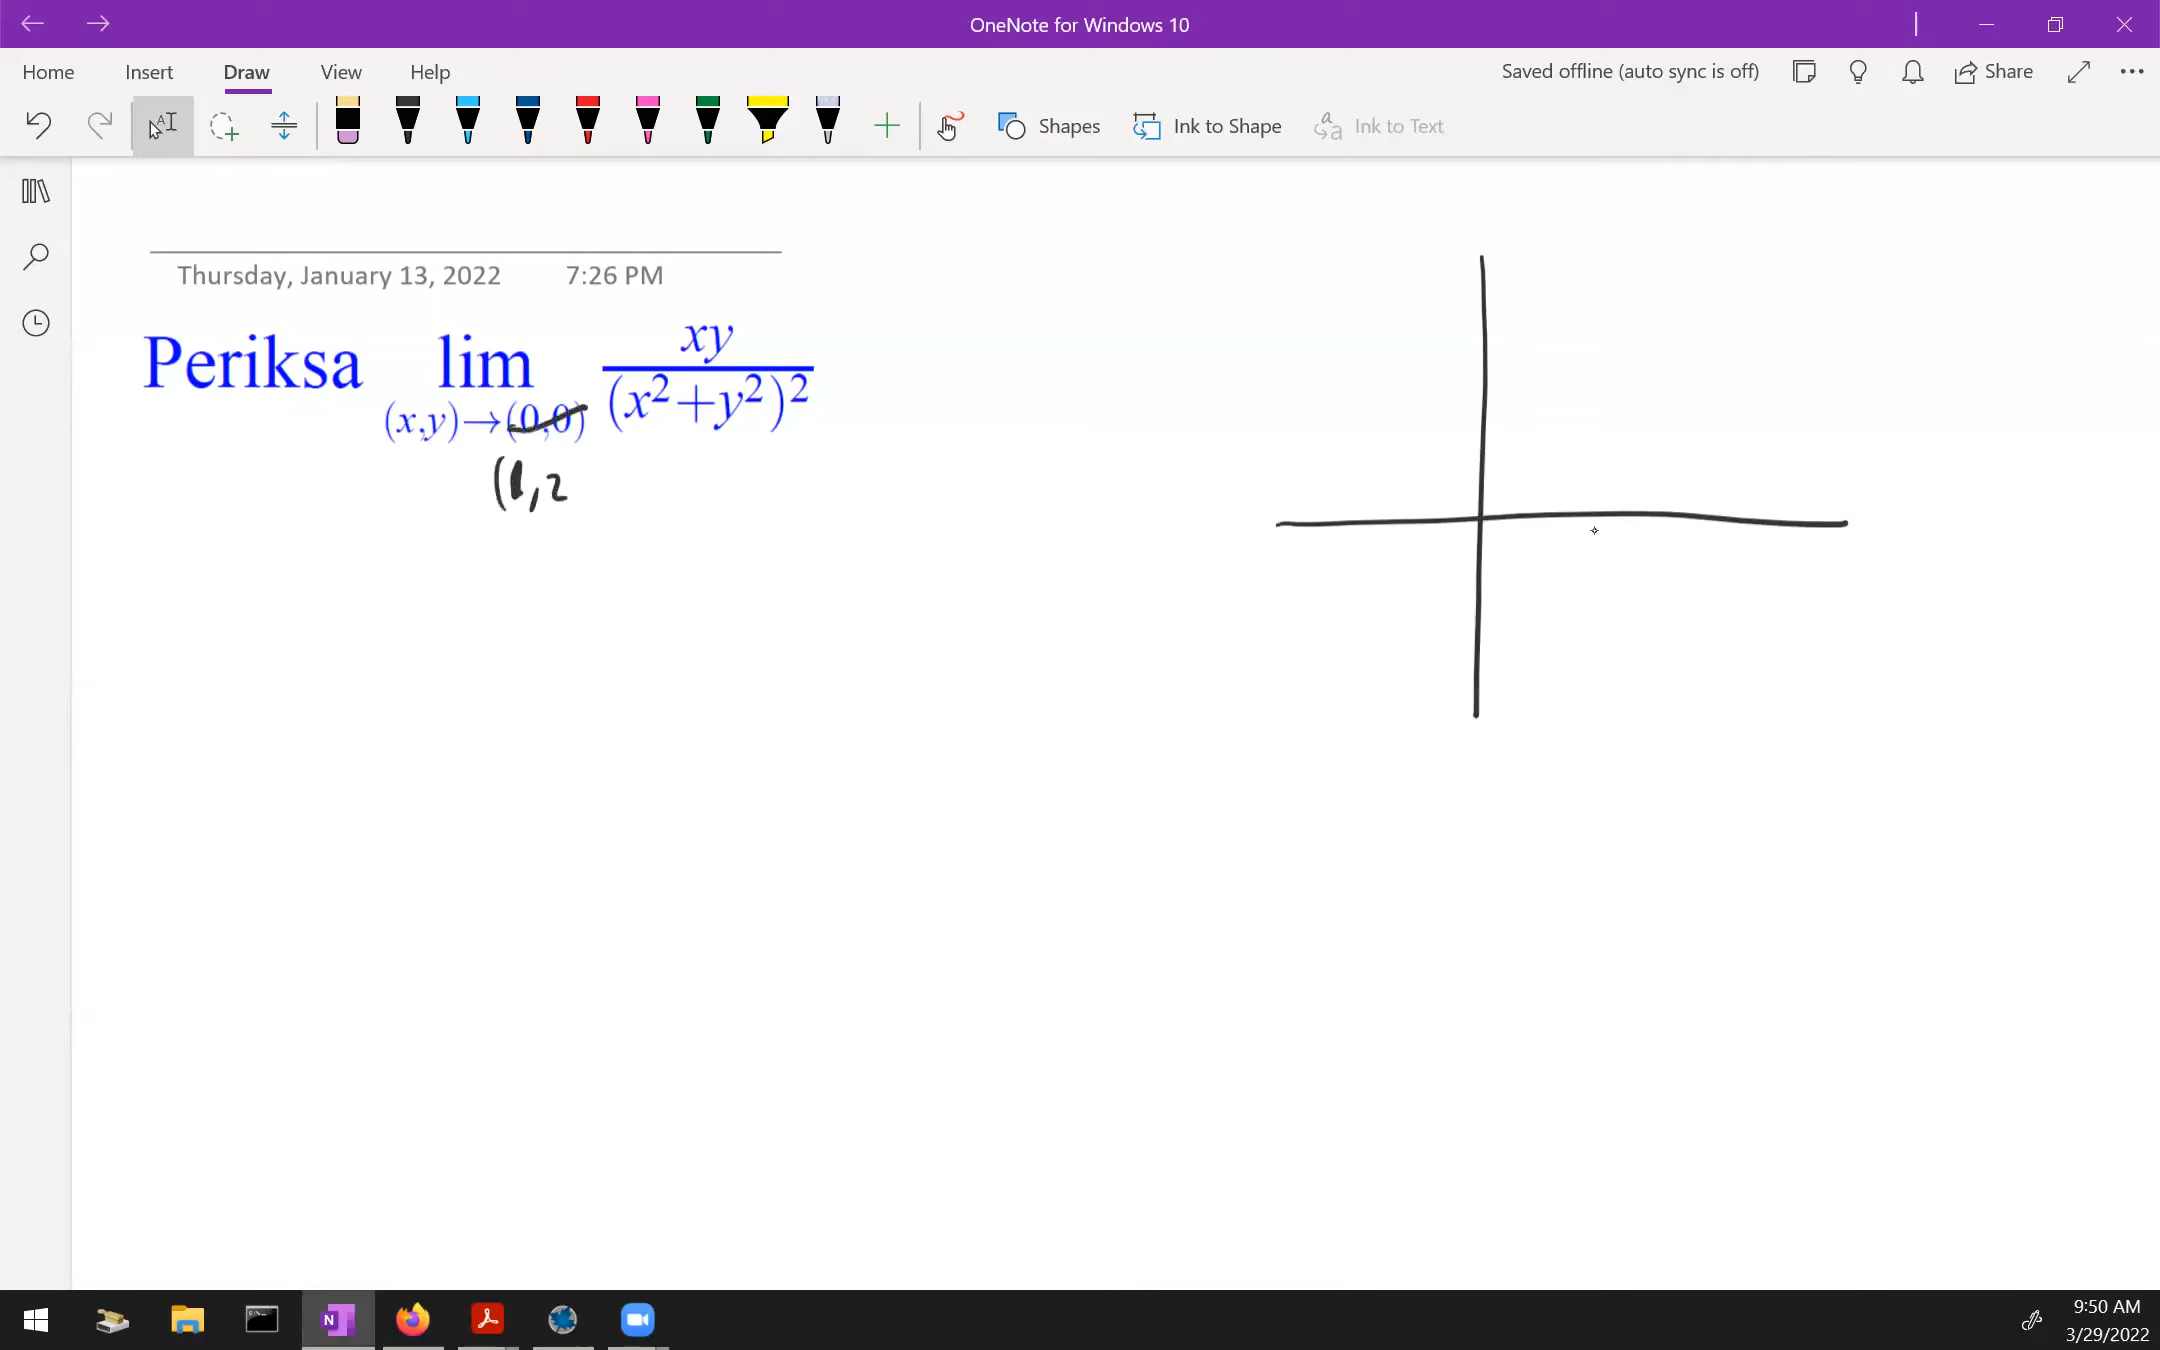 OneNote for Windows 10
Home Insert Draw View Help Saved offline (auto sync is off) Share
Shapes Ink to Shape Ink to Text
Thursday, January 13, 2022 7:26 PM
Periksa lim xy
(x,y)→(0,0) (x²+y²)²
(1,2
9:50 AM
3/29/2022